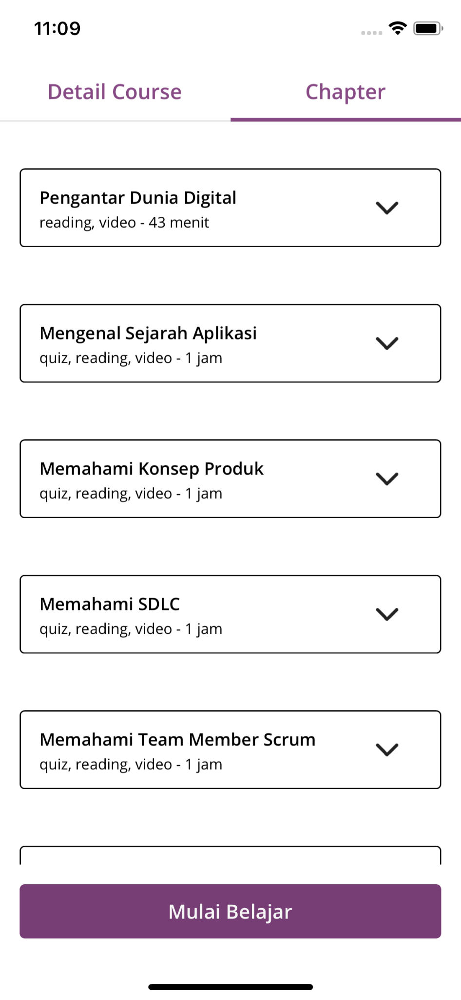 11:09
Detail Course
Chapter
Pengantar Dunia Digital
reading, video - 43 menit
Mengenal Sejarah Aplikasi
quiz, reading, video - 1 jam
Memahami Konsep Produk
quiz, reading, video - 1 jam
Memahami SDLC
quiz, reading, video - 1 jam
Memahami Team Member Scrum
quiz, reading, video - 1 jam
Mulai Belajar